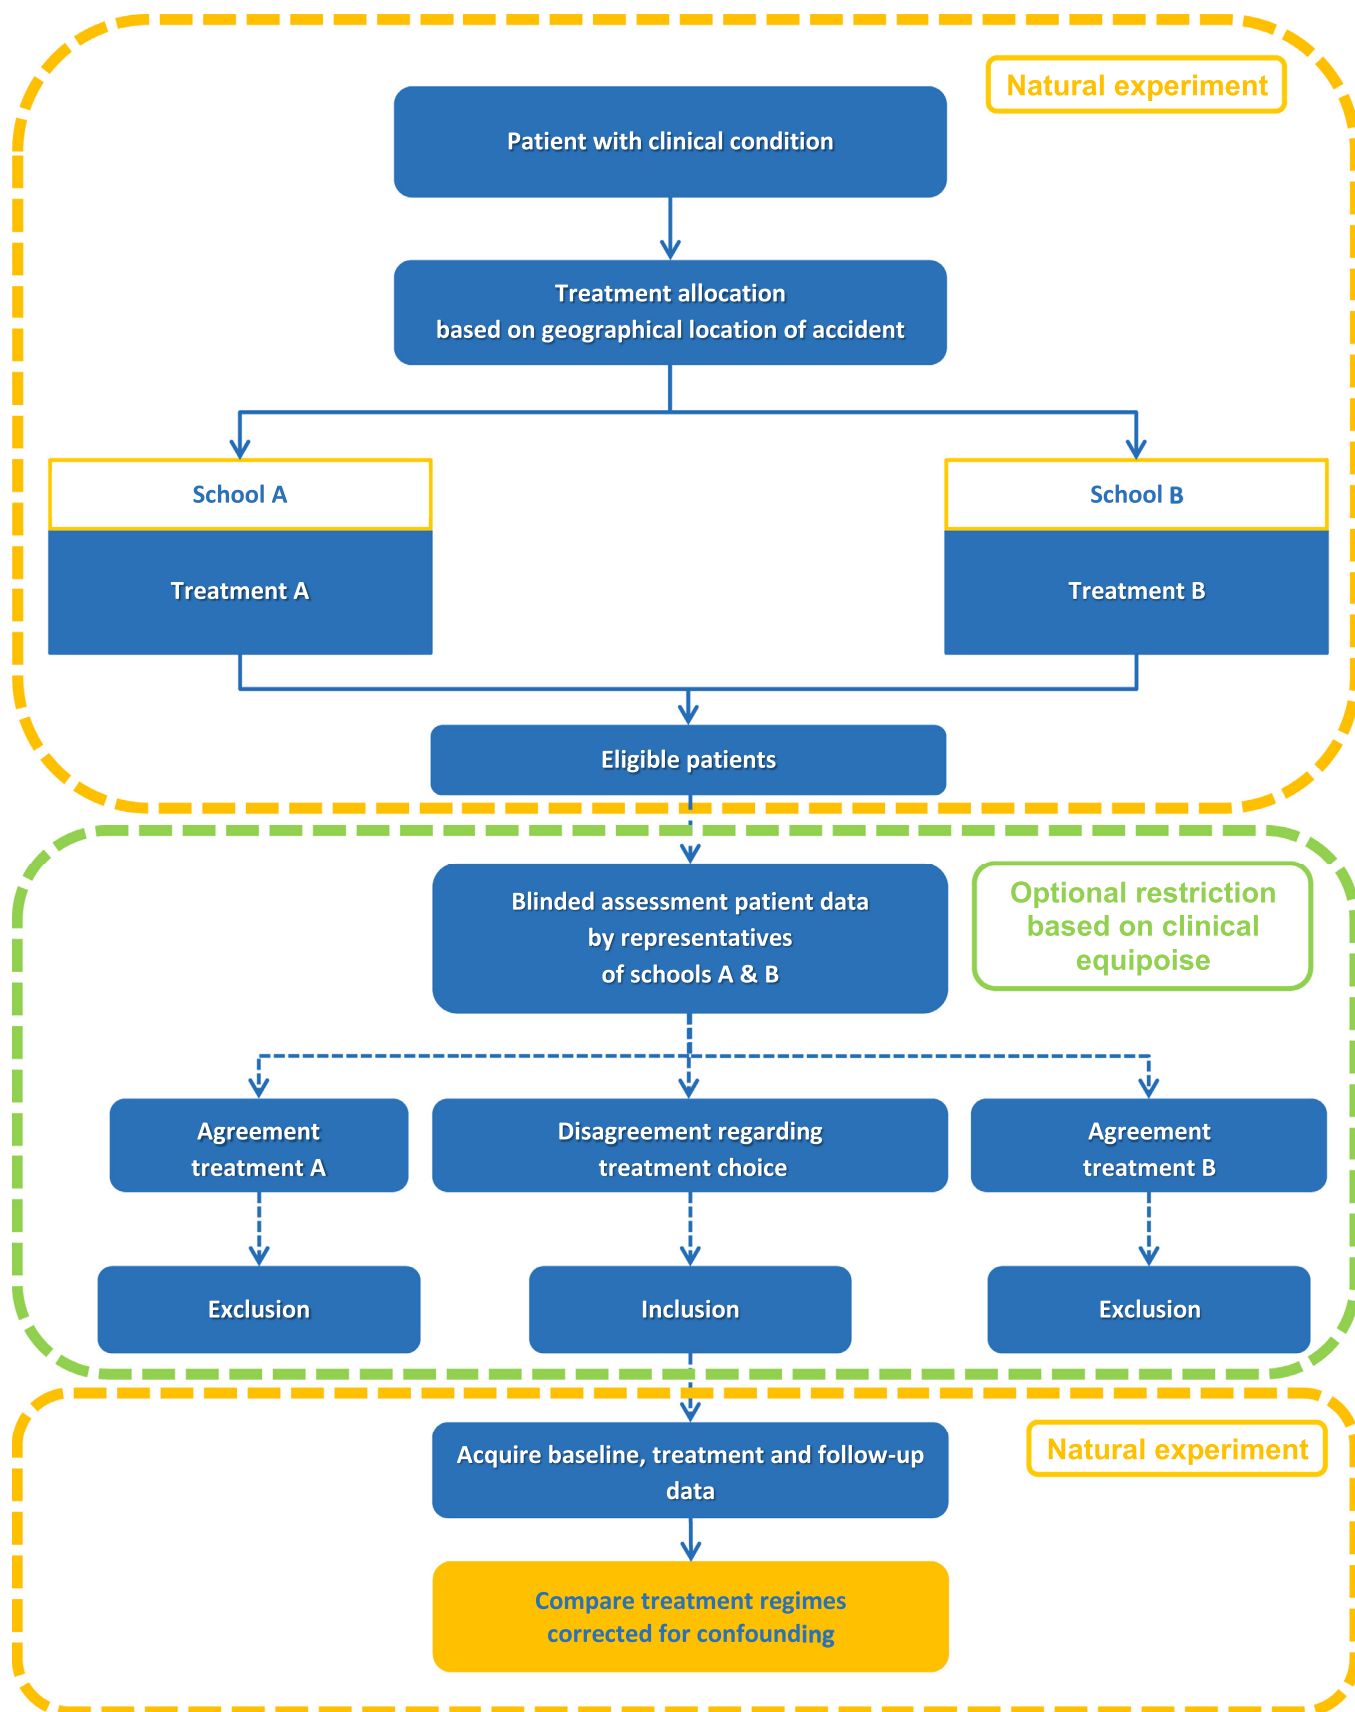 Natural experiment
Patient with clinical condition
Treatment allocation
based on geographical location of accident
School A
School B
Treatment A
Treatment B
Eligible patients
Blinded assessment patient data
by representatives
of schools A & B
Optional restriction
based on clinical
equipoise
Agreement
treatment A
Disagreement regarding
treatment choice
Agreement
treatment B
Exclusion
Inclusion
Exclusion
Natural experiment
Acquire baseline, treatment and follow-up
data
Compare treatment regimes
corrected for confounding